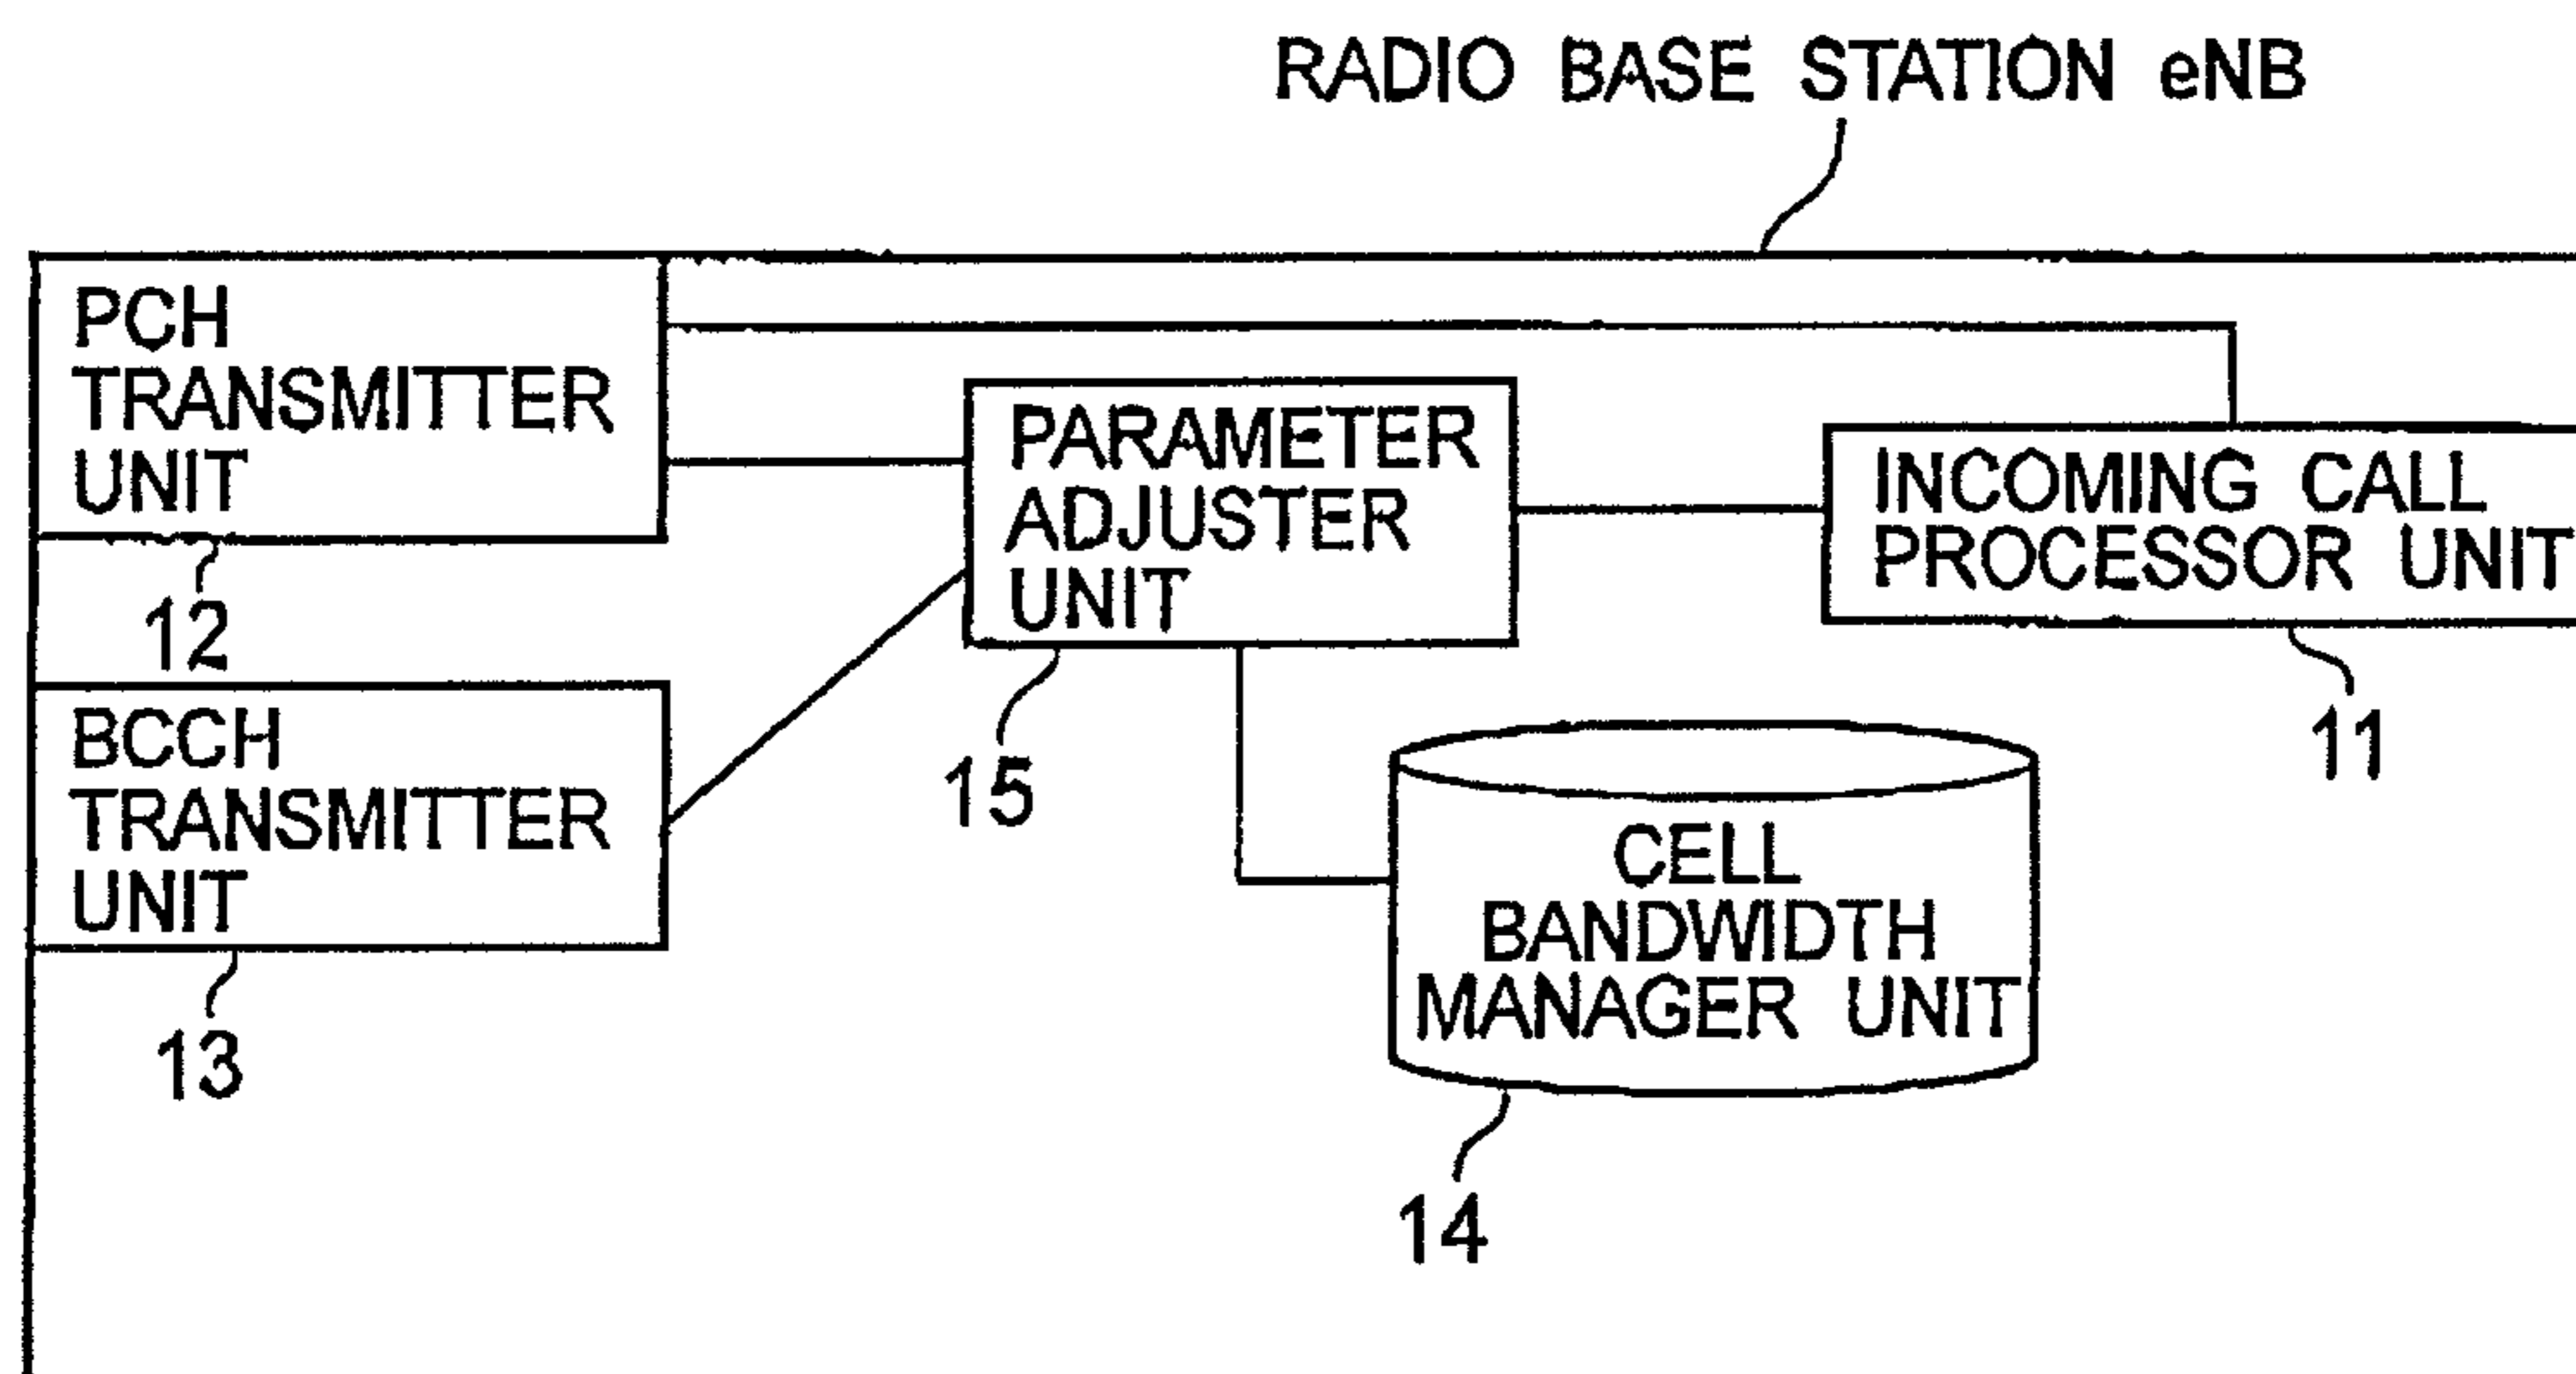 RADIO BASE STATION eNB
PCH
TRANSMITTER
UNIT
12
PARAMETER
ADJUSTER
UNIT
15
INCOMING CALL
PROCESSOR UNIT
11
BCCH
TRANSMITTER
UNIT
13
CELL
BANDWIDTH
MANAGER UNIT
14